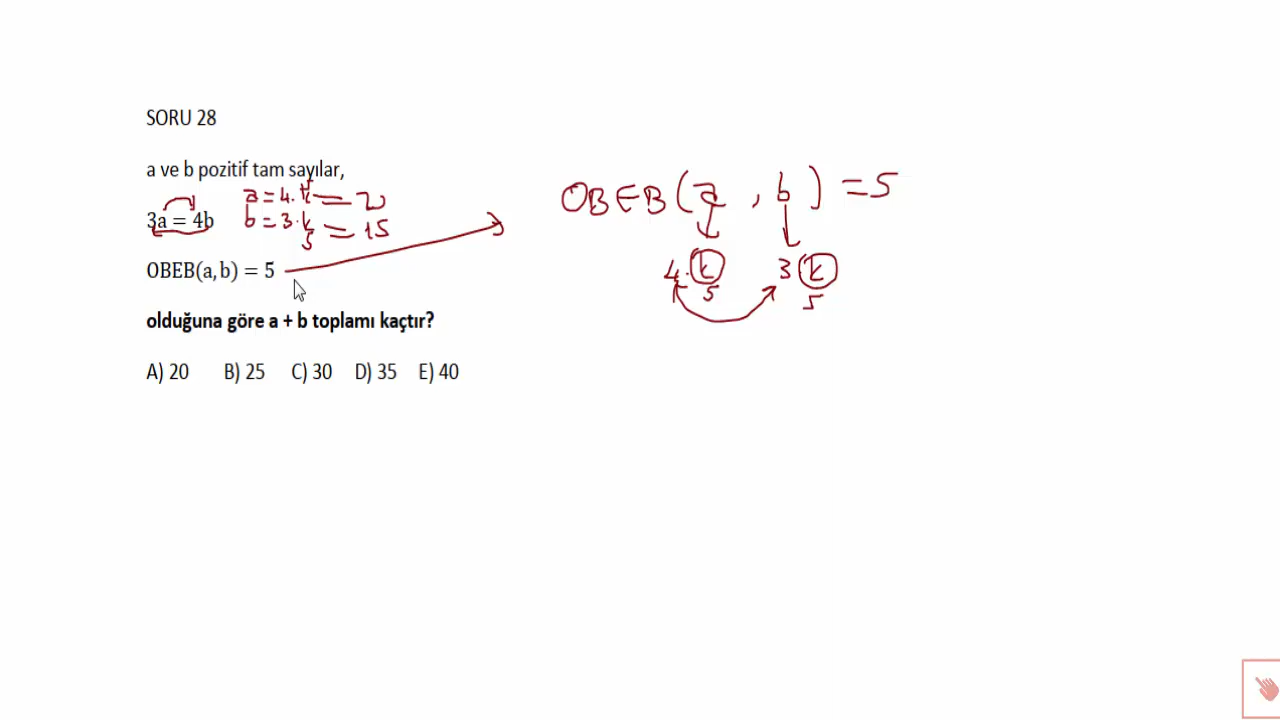 SORU 28
a ve b pozitif tam sayılar,
3a = 4b
a = 4.k = 20
b = 3.k = 15
5
OBEB(a, b) = 5
olduğuna göre a + b toplamı kaçtır?
A) 20 B) 25 C) 30 D) 35 E) 40
OBEB(a, b) = 5
4.k 3k
5 5